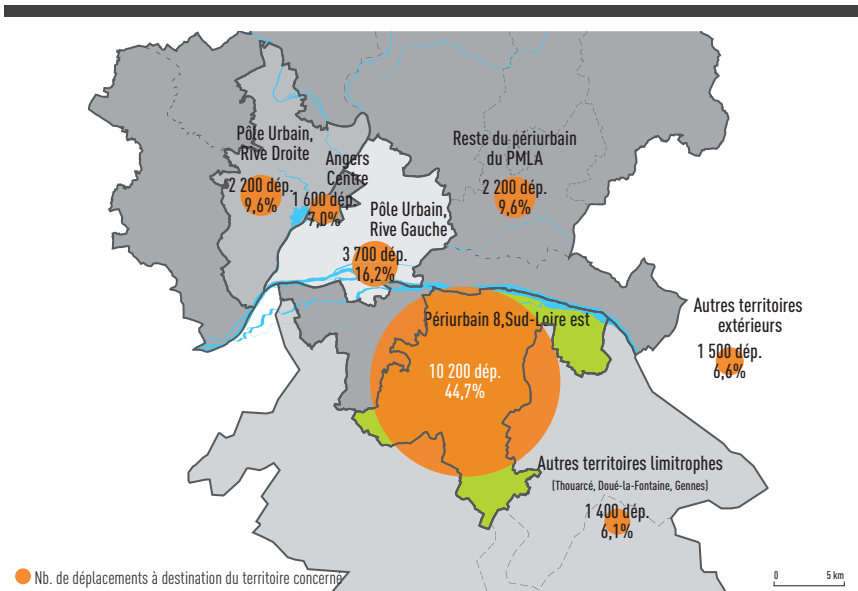 Pôle Urbain,
Rive Droite
2 200 dép.
9,6%
Angers
Centre
1 600 dép.
7,0%
Pôle Urbain,
Rive Gauche
3 700 dép.
16,2%
Reste du périurbain
du PMLA
2 200 dép.
9,6%
Périurbain 8,Sud-Loire est
10 200 dép.
44,7%
Autres territoires
extérieurs
1 500 dép.
6,6%
Autres territoires limitrophes
(Thouarcé, Doué-la-Fontaine, Gennes)
1 400 dép.
6,1%
Nb. de déplacements à destination du territoire concerné
0 5 km